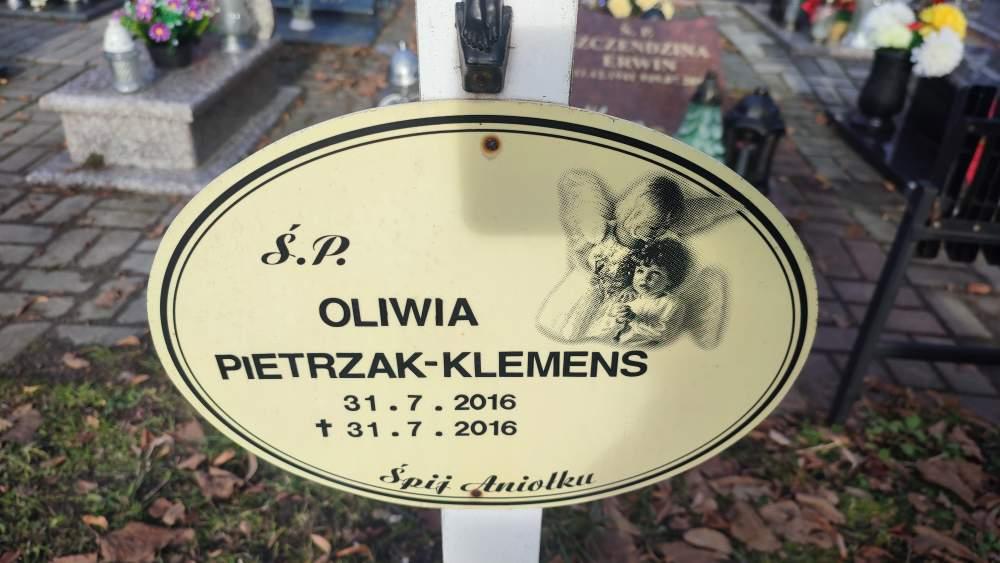 Ś.P.
SZCZENDZINA
ERWIN
Ś.P.
OLIWIA
PIETRZAK-KLEMENS
31.7.2016
✝ 31.7.2016
Śpij Aniołku